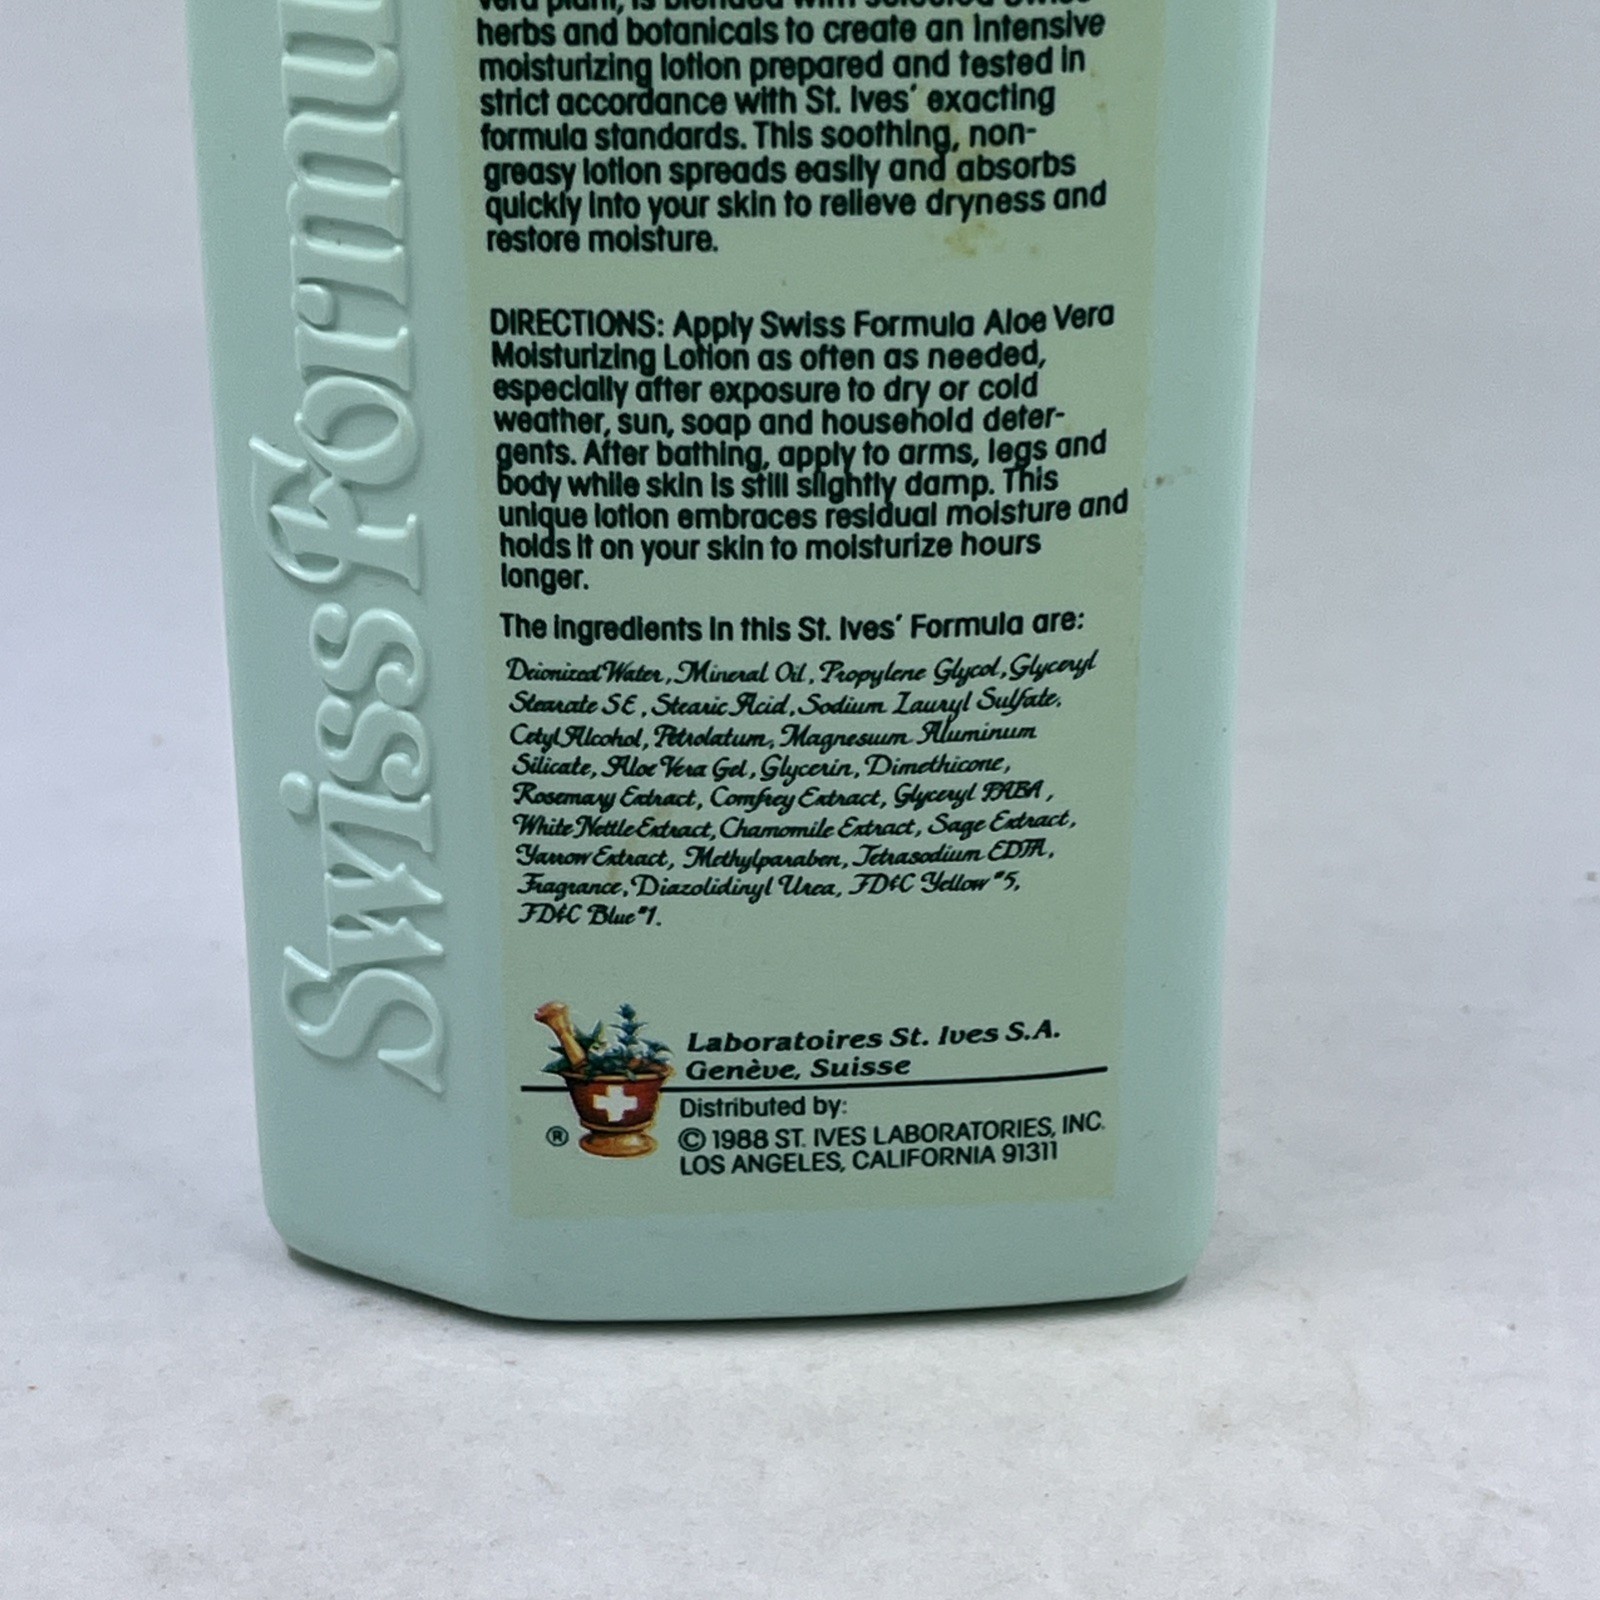 Swiss Formu
vera plant, is blended with selected Swiss
herbs and botanicals to create an intensive
moisturizing lotion prepared and tested in
strict accordance with St. Ives' exacting
formula standards. This soothing, non-
greasy lotion spreads easily and absorbs
quickly into your skin to relieve dryness and
restore moisture.
DIRECTIONS: Apply Swiss Formula Aloe Vera
Moisturizing Lotion as often as needed,
especially after exposure to dry or cold
weather, sun, soap and household deter-
gents. After bathing, apply to arms, legs and
body while skin is still slightly damp. This
unique lotion embraces residual moisture and
holds it on your skin to moisturize hours
longer.
The ingredients in this St. Ives' Formula are:
Deionized Water, Mineral Oil, Propylene Glycol, Glyceryl
Stearate SE, Stearic Acid, Sodium Lauryl Sulfate,
Cetyl Alcohol, Petrolatum, Magnesium Aluminum
Silicate, Aloe Vera Gel, Glycerin, Dimethicone,
Rosemary Extract, Comfrey Extract, Glyceryl PABA,
White Nettle Extract, Chamomile Extract, Sage Extract,
Yarrow Extract, Methylparaben, Tetrasodium EDTA,
Fragrance, Diazolidinyl Urea, FD&C Yellow #5,
FD&C Blue #1.
Laboratoires St. Ives S.A.
Genève, Suisse
Distributed by:
® © 1988 ST. IVES LABORATORIES, INC.
LOS ANGELES, CALIFORNIA 91311